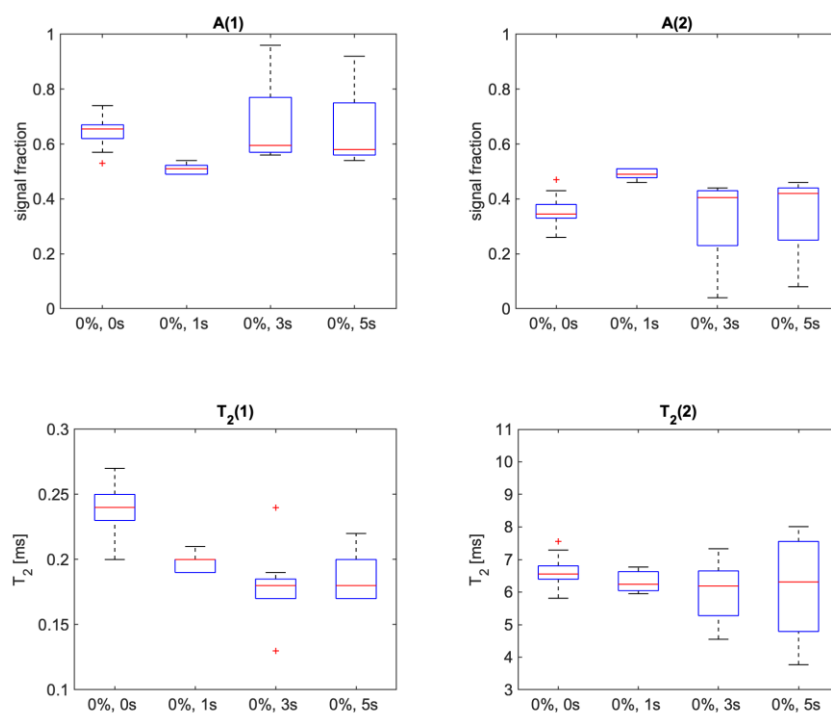 A(1)
1
0.8
0.6
0.4
0.2
0
signal fraction
0%, 0s 0%, 1s 0%, 3s 0%, 5s
A(2)
1
0.8
0.6
0.4
0.2
0
signal fraction
0%, 0s 0%, 1s 0%, 3s 0%, 5s
T2(1)
0.3
0.25
0.2
0.15
0.1
T2 [ms]
0%, 0s 0%, 1s 0%, 3s 0%, 5s
T2(2)
11
10
9
8
7
6
5
4
3
T2 [ms]
0%, 0s 0%, 1s 0%, 3s 0%, 5s